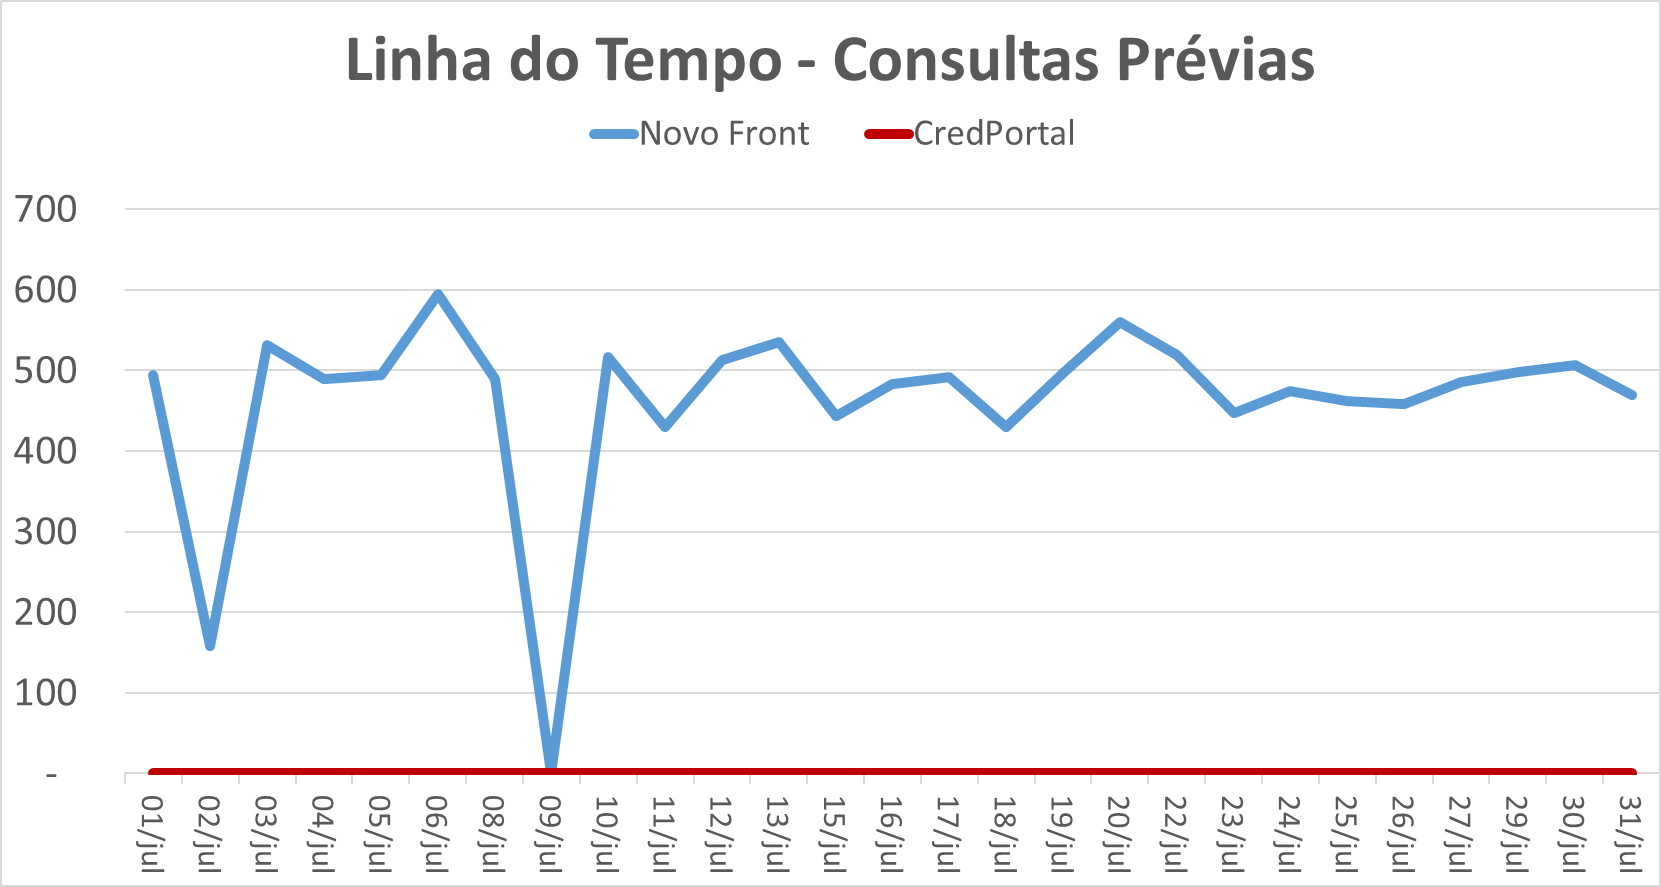 Linha do Tempo - Consultas Prévias
Novo Front CredPortal
700
600
500
400
300
200
100
-
01/jul 02/jul 03/jul 04/jul 05/jul 06/jul 08/jul 09/jul 10/jul 11/jul 12/jul 13/jul 15/jul 16/jul 17/jul 18/jul 19/jul 20/jul 22/jul 23/jul 24/jul 25/jul 26/jul 27/jul 29/jul 30/jul 31/jul